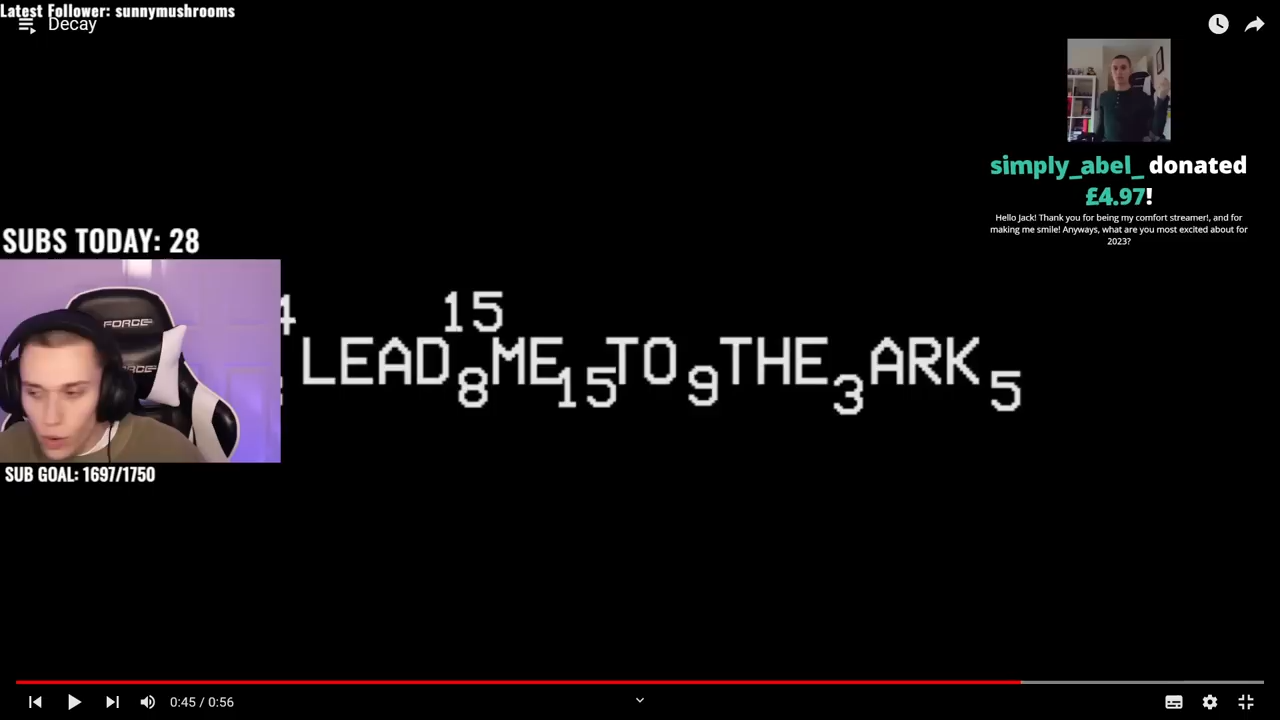 Latest Follower: sunnymushrooms
Decay
simply_abel_ donated
£4.97!
Hello Jack! Thank you for being my comfort streamer!, and for
making me smile! Anyways, what are you most excited about for
2023?
SUBS TODAY: 28
FORCE
4 15
LEAD ME TO THE ARK
8 15 9 3 5
SUB GOAL: 1697/1750
0:45 / 0:56